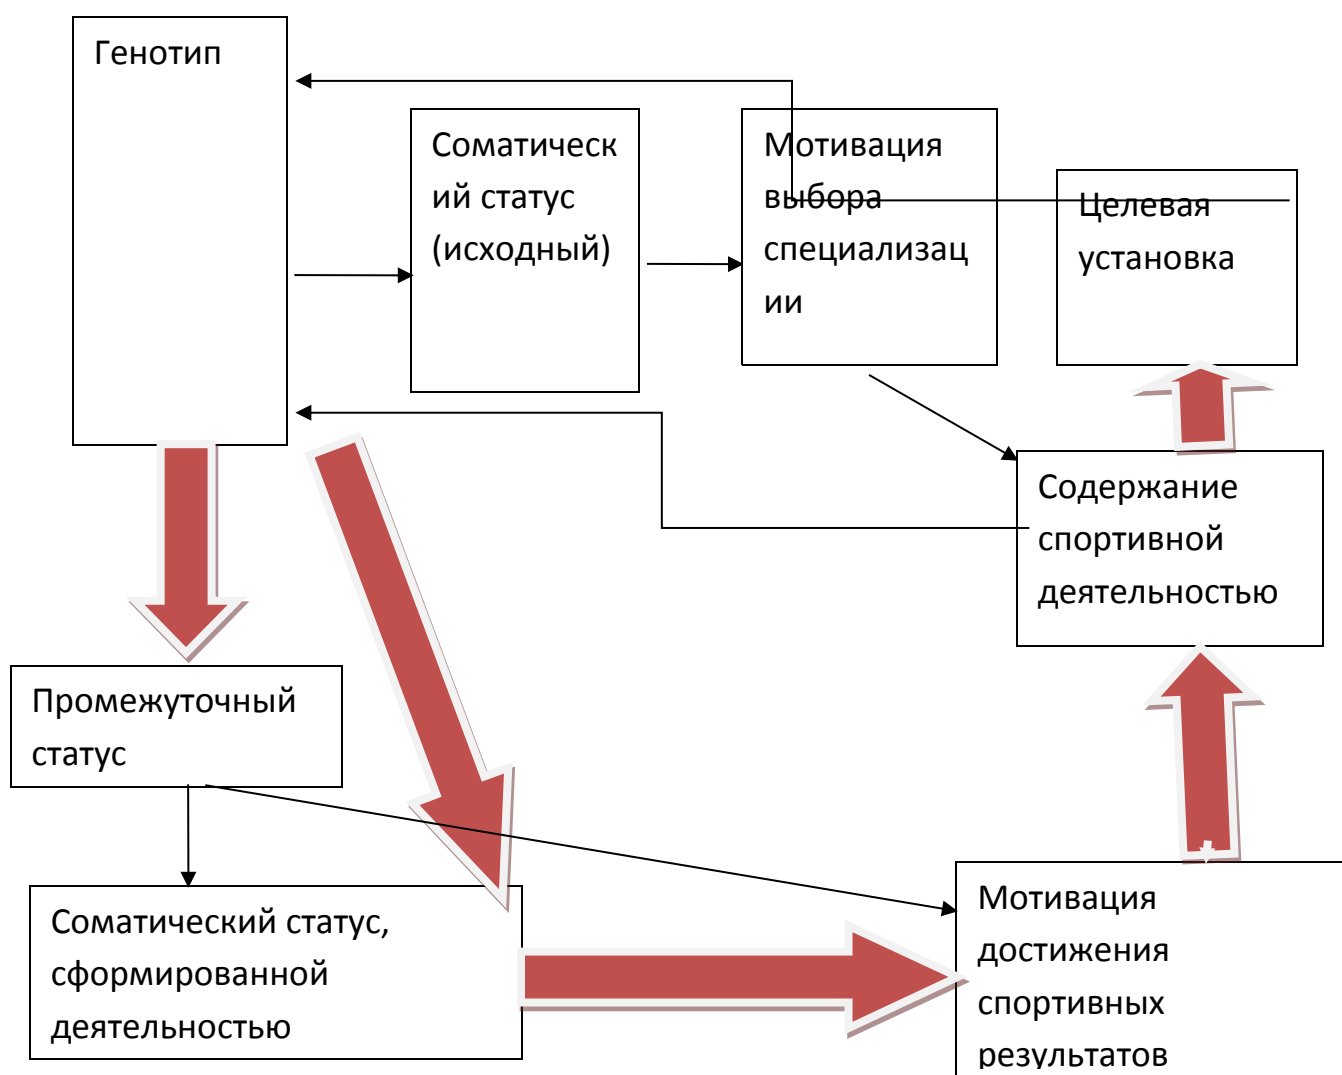 Генотип
Соматическ
ий статус
(исходный)
Мотивация
выбора
специализац
ии
Целевая
установка
Содержание
спортивной
деятельностью
Промежуточный
статус
Соматический статус,
сформированной
деятельностью
Мотивация
достижения
спортивных
результатов